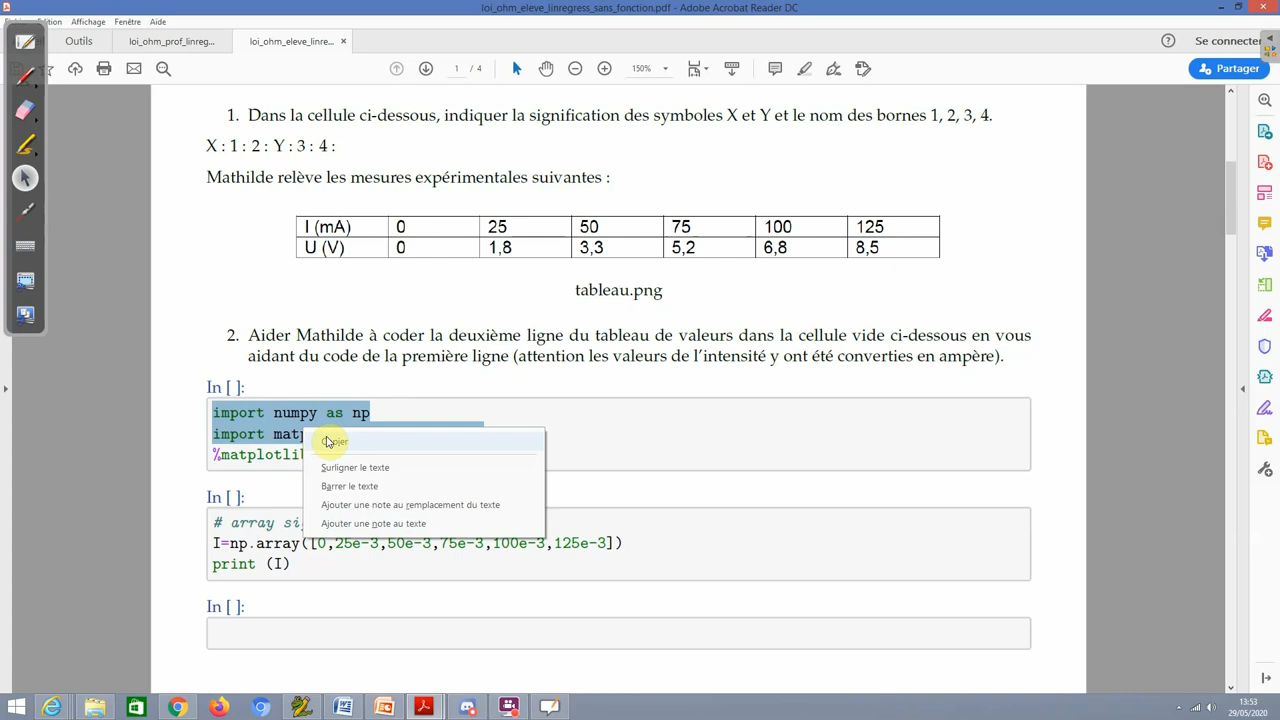 loi_ohm_eleve_linregress_sans_fonction.pdf - Adobe Acrobat Reader DC
Affichage Fenêtre Aide
Outils loi_ohm_prof_linreg... loi_ohm_eleve_linre... × Se connecter
1 / 4 150% Partager
1. Dans la cellule ci-dessous, indiquer la signification des symboles X et Y et le nom des bornes 1, 2, 3, 4.
X : 1 : 2 : Y : 3 : 4 :
Mathilde relève les mesures expérimentales suivantes :
I (mA) 0 25 50 75 100 125
U (V) 0 1,8 3,3 5,2 6,8 8,5
tableau.png
2. Aider Mathilde à coder la deuxième ligne du tableau de valeurs dans la cellule vide ci-dessous en vous
aidant du code de la première ligne (attention les valeurs de l'intensité y ont été converties en ampère).
In [ ]:
import numpy as np
import matp
%matplotlib
Copier
Surligner le texte
Barrer le texte
Ajouter une note au remplacement du texte
Ajouter une note au texte
In [ ]:
# array si
I=np.array([0,25e-3,50e-3,75e-3,100e-3,125e-3])
print (I)
In [ ]:
13:53
29/05/2020